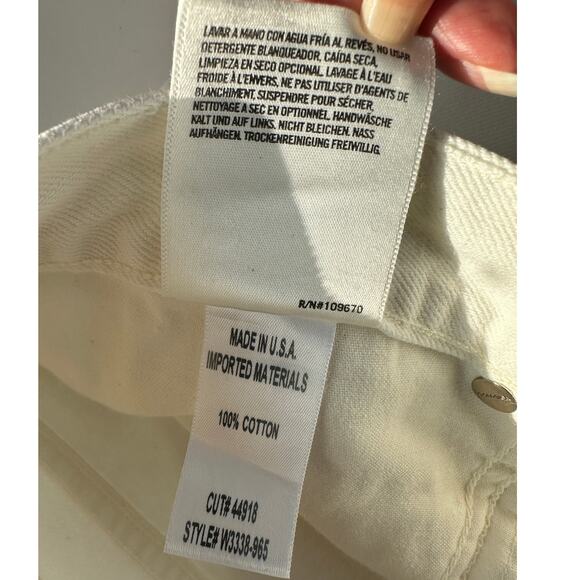 LAVAR A MANO CON AGUA FRÍA AL REVÉS, NO USAR
DETERGENTE BLANQUEADOR, CAÍDA SECA,
LIMPIEZA EN SECO OPCIONAL. LAVAGE À L'EAU
FROIDE À L'ENVERS, NE PAS UTILISER D'AGENTS DE
BLANCHIMENT, SUSPENDRE POUR SÉCHER,
NETTOYAGE A SEC EN OPTIONNEL. HANDWÄSCHE
KALT UND AUF LINKS. NICHT BLEICHEN. NASS
AUFHÄNGEN. TROCKENREINIGUNG FREIWILLIG.
R/N#109670
MADE IN U.S.A.
IMPORTED MATERIALS
100% COTTON
CUT# 44918
STYLE# W3338-965